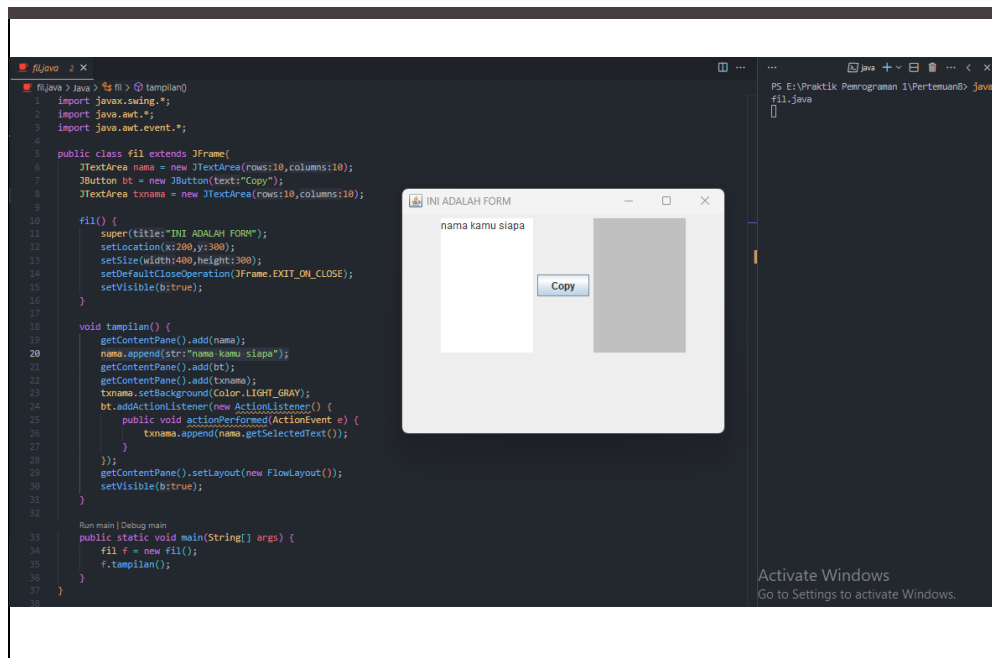 fil.java 2 ×
fil.java > Java > fil > tampilan()
1 import javax.swing.*;
2 import java.awt.*;
3 import java.awt.event.*;
4
5 public class fil extends JFrame{
6 JTextArea nama = new JTextArea(rows:10,columns:10);
7 JButton bt = new JButton(text:"Copy");
8 JTextArea txnama = new JTextArea(rows:10,columns:10);
9
10 fil() {
11 super(title:"INI ADALAH FORM");
12 setLocation(x:200,y:300);
13 setSize(width:400,height:300);
14 setDefaultCloseOperation(JFrame.EXIT_ON_CLOSE);
15 setVisible(b:true);
16 }
17
18 void tampilan() {
19 getContentPane().add(nama);
20 nama.append(str:"nama kamu siapa");
21 getContentPane().add(bt);
22 getContentPane().add(txnama);
23 txnama.setBackground(Color.LIGHT_GRAY);
24 bt.addActionListener(new ActionListener() {
25 public void actionPerformed(ActionEvent e) {
26 txnama.append(nama.getSelectedText());
27 }
28 });
29 getContentPane().setLayout(new FlowLayout());
30 setVisible(b:true);
31 }
32
Run main | Debug main
33 public static void main(String[] args) {
34 fil f = new fil();
35 f.tampilan();
36 }
37 }
38
INI ADALAH FORM
nama kamu siapa
Copy
java
PS E:\Praktik Pemrograman 1\Pertemuan8> java
fil.java
Activate Windows
Go to Settings to activate Windows.